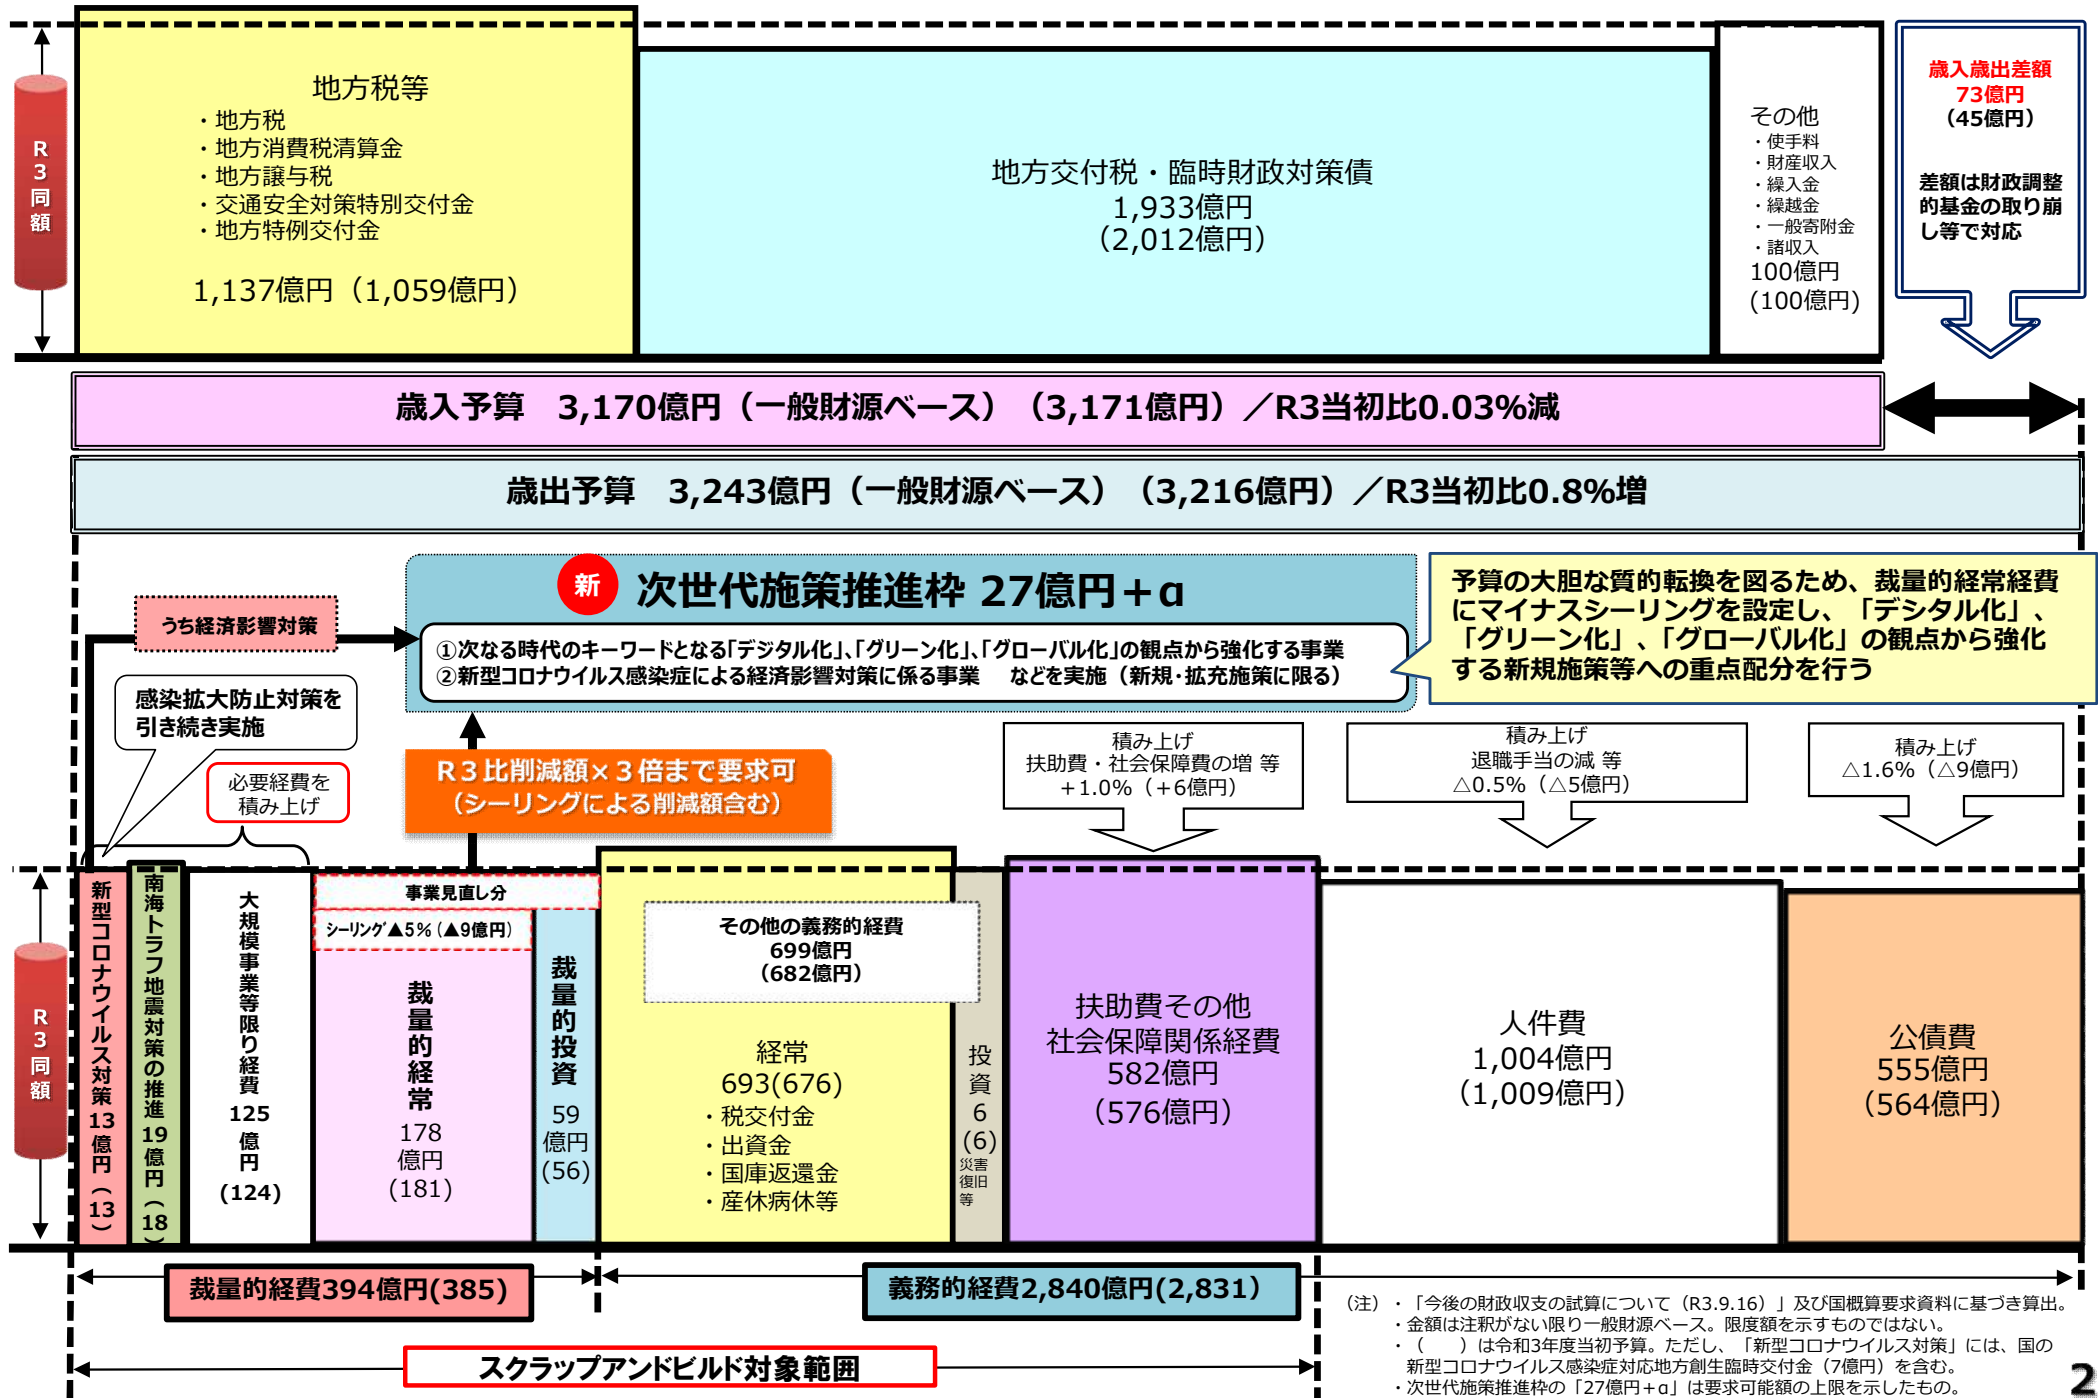 R3同額
地方税等
・地方税
・地方消費税清算金
・地方譲与税
・交通安全対策特別交付金
・地方特例交付金
1,137億円（1,059億円）
地方交付税・臨時財政対策債
1,933億円
（2,012億円）
その他
・使手料
・財産収入
・繰入金
・繰越金
・一般寄附金
・諸収入
100億円
(100億円)
歳入歳出差額
73億円
（45億円）
差額は財政調整
的基金の取り崩
し等で対応
歳入予算　3,170億円（一般財源ベース）（3,171億円）／R3当初比0.03%減
歳出予算　3,243億円（一般財源ベース）（3,216億円）／R3当初比0.8%増
新 次世代施策推進枠 27億円＋α
①次なる時代のキーワードとなる「デジタル化」、「グリーン化」、「グローバル化」の観点から強化する事業
②新型コロナウイルス感染症による経済影響対策に係る事業　などを実施（新規・拡充施策に限る）
予算の大胆な質的転換を図るため、裁量的経常経費
にマイナスシーリングを設定し、「デシタル化」、
「グリーン化」、「グローバル化」の観点から強化
する新規施策等への重点配分を行う
うち経済影響対策
感染拡大防止対策を
引き続き実施
必要経費を
積み上げ
R３比削減額×３倍まで要求可
（シーリングによる削減額含む）
積み上げ
扶助費・社会保障費の増 等
+1.0%（+6億円）
積み上げ
退職手当の減 等
△0.5%（△5億円）
積み上げ
△1.6%（△9億円）
R3同額
新型コロナウイルス対策13億円（13）
南海トラフ地震対策の推進19億円（18）
大規模事業等限り経費
125
億円
(124)
事業見直し分
シーリング▲5%(▲9億円)
裁量的経常
178
億円
(181)
裁量的投資
59
億円
(56)
その他の義務的経費
699億円
(682億円)
経常
693(676)
・税交付金
・出資金
・国庫返還金
・産休病休等
投資
6
(6)
災害
復旧
等
扶助費その他
社会保障関係経費
582億円
（576億円）
人件費
1,004億円
（1,009億円）
公債費
555億円
（564億円）
裁量的経費394億円(385)
義務的経費2,840億円(2,831）
スクラップアンドビルド対象範囲
（注）・「今後の財政収支の試算について（R3.9.16）」及び国概算要求資料に基づき算出。
・金額は注釈がない限り一般財源ベース。限度額を示すものではない。
・（　　）は令和3年度当初予算。ただし、「新型コロナウイルス対策」には、国の
新型コロナウイルス感染症対応地方創生臨時交付金（7億円）を含む。
・次世代施策推進枠の「27億円＋α」は要求可能額の上限を示したもの。
2